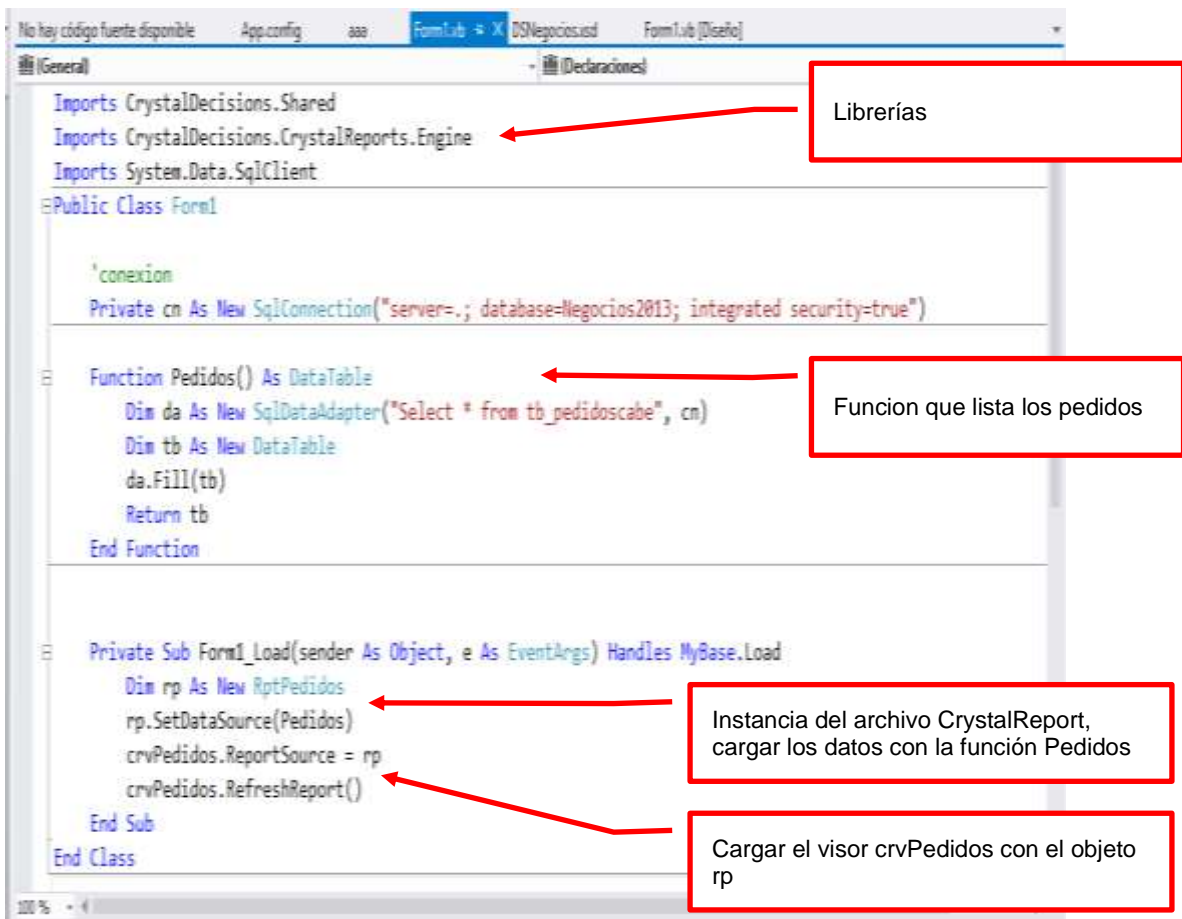 No hay código fuente disponible App.config aaa Form1.vb X DSNegocios.xsd Form1.vb [Diseño]
(General) (Declaraciones)
Imports CrystalDecisions.Shared
Imports CrystalDecisions.CrystalReports.Engine
Imports System.Data.SqlClient
Librerías
Public Class Form1
'conexion
Private cn As New SqlConnection("server=.; database=Negocios2013; integrated security=true")
Function Pedidos() As DataTable
Dim da As New SqlDataAdapter("Select * from tb_pedidoscabe", cn)
Dim tb As New DataTable
da.Fill(tb)
Return tb
End Function
Funcion que lista los pedidos
Private Sub Form1_Load(sender As Object, e As EventArgs) Handles MyBase.Load
Dim rp As New RptPedidos
rp.SetDataSource(Pedidos)
crvPedidos.ReportSource = rp
crvPedidos.RefreshReport()
End Sub
End Class
Instancia del archivo CrystalReport,
cargar los datos con la función Pedidos
Cargar el visor crvPedidos con el objeto
rp
100 %